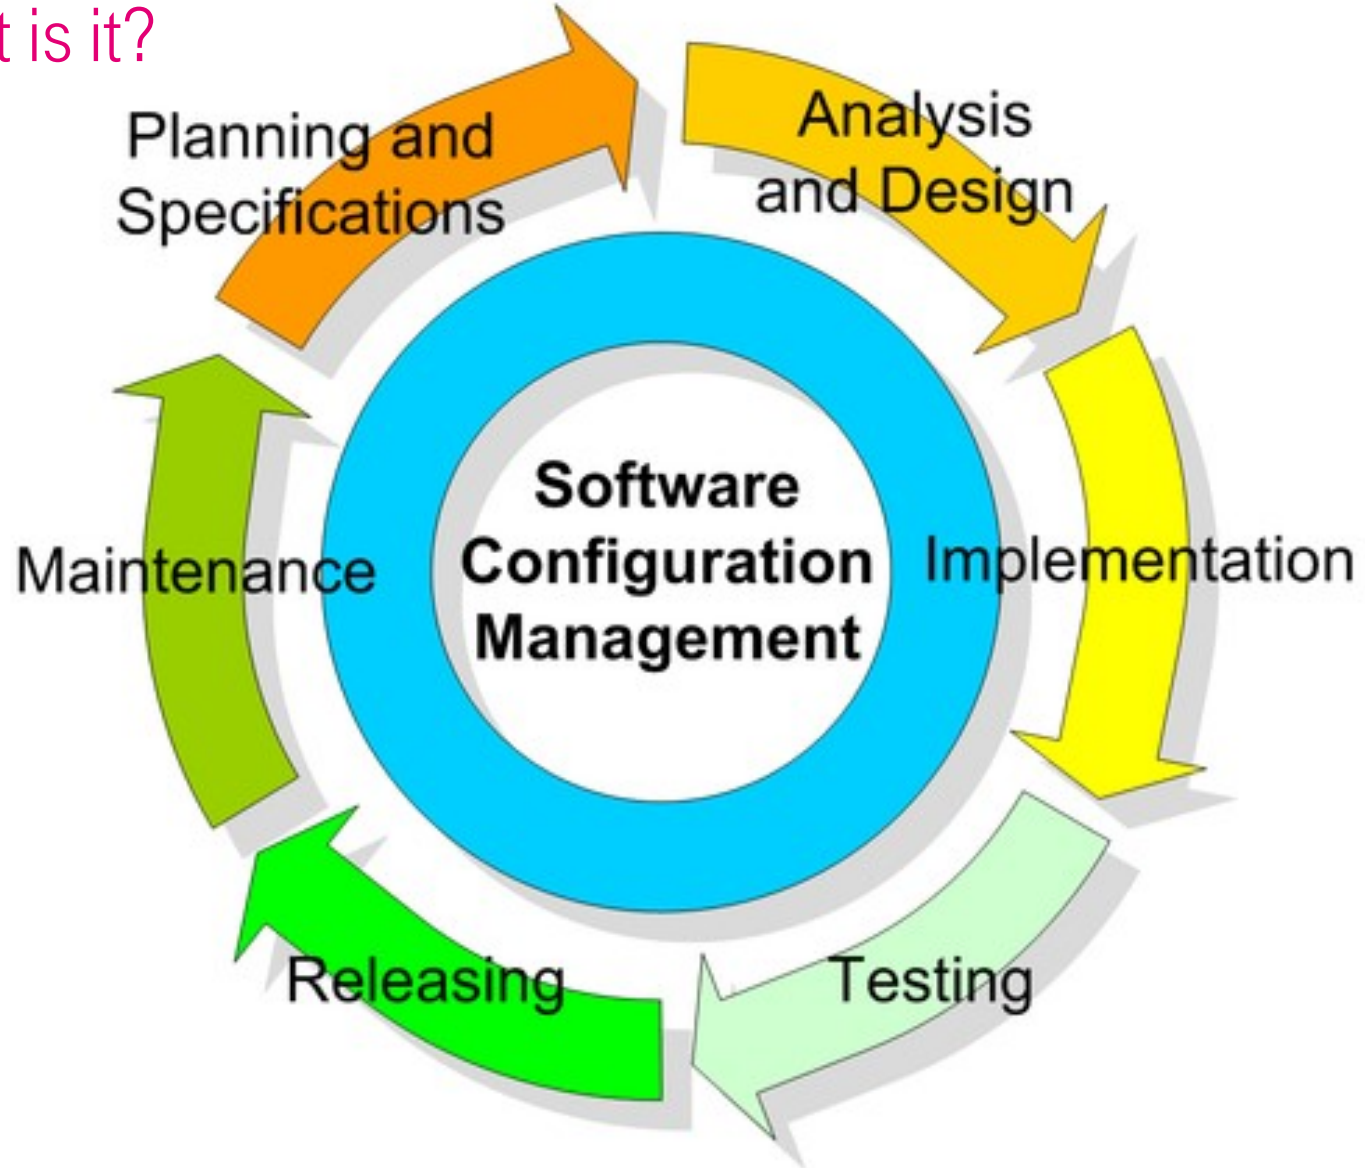 t is it?
Planning and
Specifications
Analysis
and Design
Implementation
Testing
Releasing
Maintenance
Software
Configuration
Management